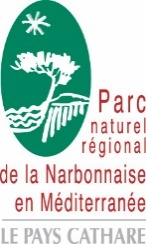 Parc
naturel
régional
de la Narbonnaise
en Méditerranée
LE PAYS CATHARE